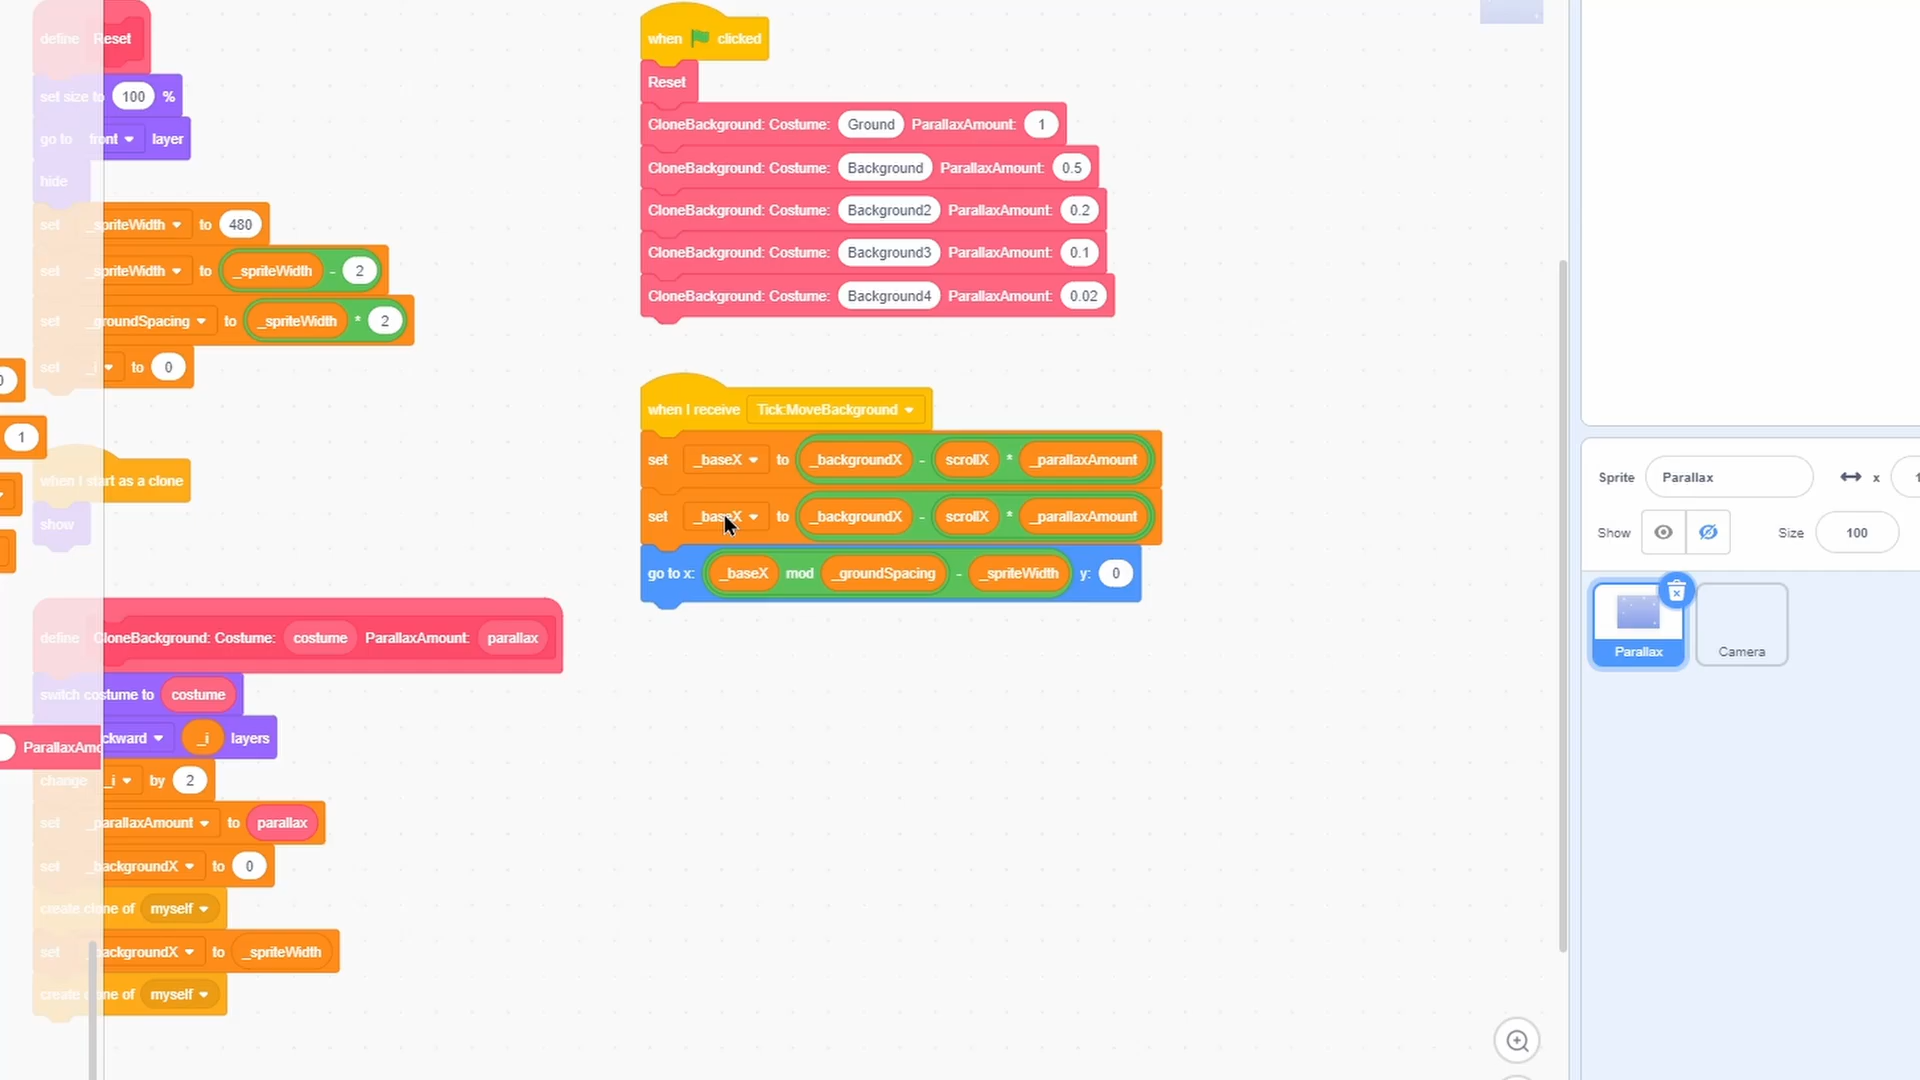 define Reset
set size to 100 %
go to front layer
hide
set _spriteWidth to 480
set _spriteWidth to _spriteWidth - 2
set _groundSpacing to _spriteWidth * 2
set _i to 0
1
when I start as a clone
show
define CloneBackground: Costume: costume ParallaxAmount: parallax
switch costume to costume
ckward _i layers
ParallaxAmo
change _i by 2
set _parallaxAmount to parallax
set _backgroundX to 0
create clone of myself
set _backgroundX to _spriteWidth
create clone of myself
when clicked
Reset
CloneBackground: Costume: Ground ParallaxAmount: 1
CloneBackground: Costume: Background ParallaxAmount: 0.5
CloneBackground: Costume: Background2 ParallaxAmount: 0.2
CloneBackground: Costume: Background3 ParallaxAmount: 0.1
CloneBackground: Costume: Background4 ParallaxAmount: 0.02
when I receive Tick:MoveBackground
set _baseX to _backgroundX - scrollX * _parallaxAmount
set _baseX to _backgroundX - scrollX * _parallaxAmount
go to x: _baseX mod _groundSpacing - _spriteWidth y: 0
Sprite Parallax x
Show Size 100
Parallax
Camera